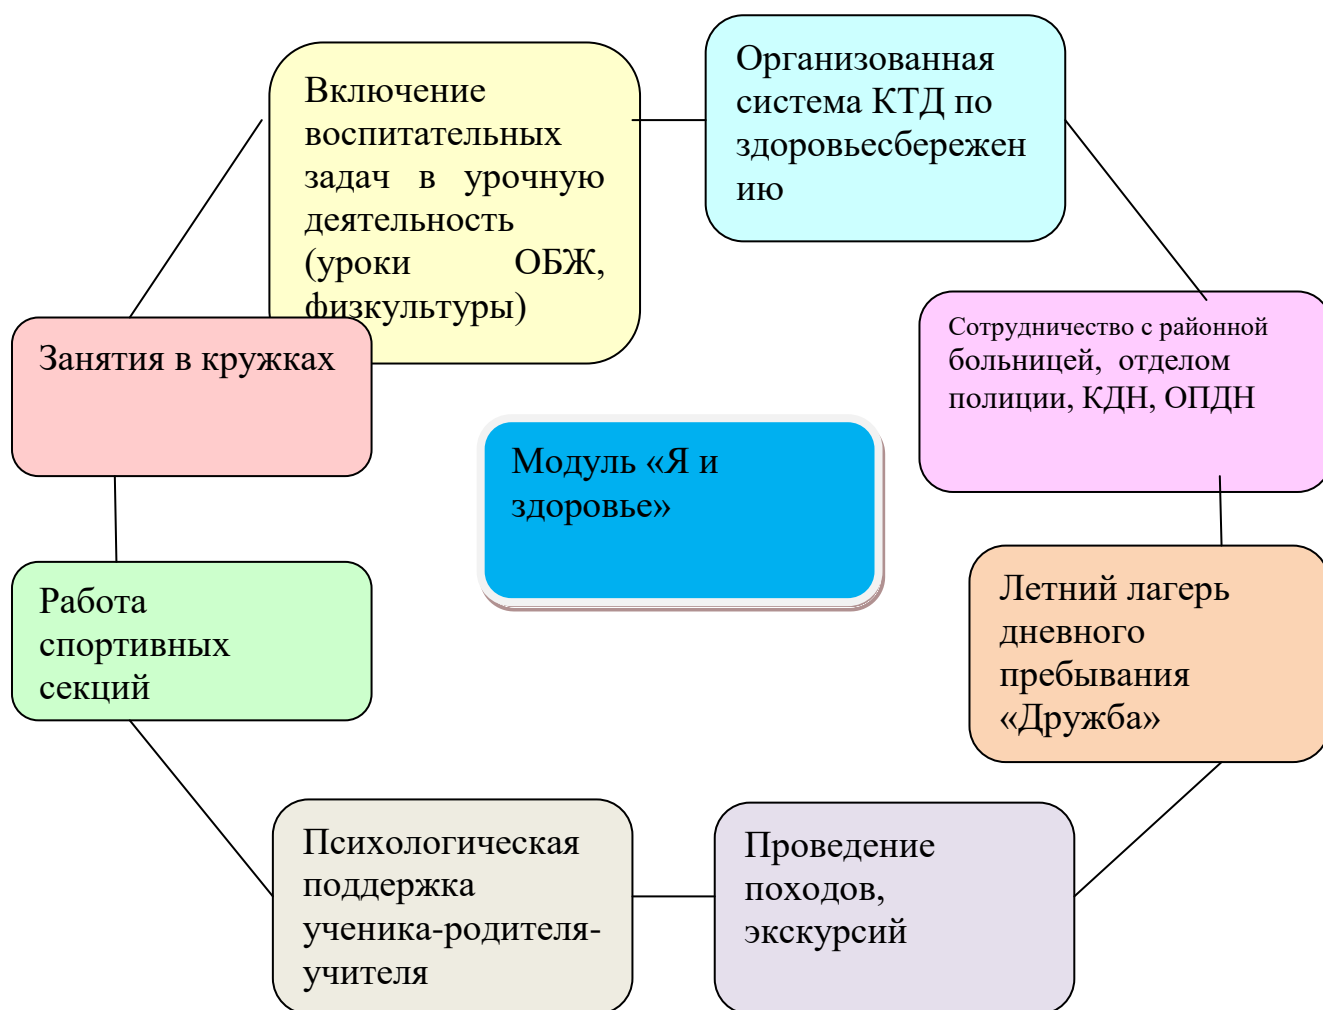 Включение
воспитательных
задач в урочную
деятельность
(уроки ОБЖ,
физкультуры)
Организованная
система КТД по
здоровьесбережен
ию
Сотрудничество с районной
больницей, отделом
полиции, КДН, ОПДН
Занятия в кружках
Модуль «Я и
здоровье»
Работа
спортивных
секций
Летний лагерь
дневного
пребывания
«Дружба»
Психологическая
поддержка
ученика-родителя-
учителя
Проведение
походов,
экскурсий